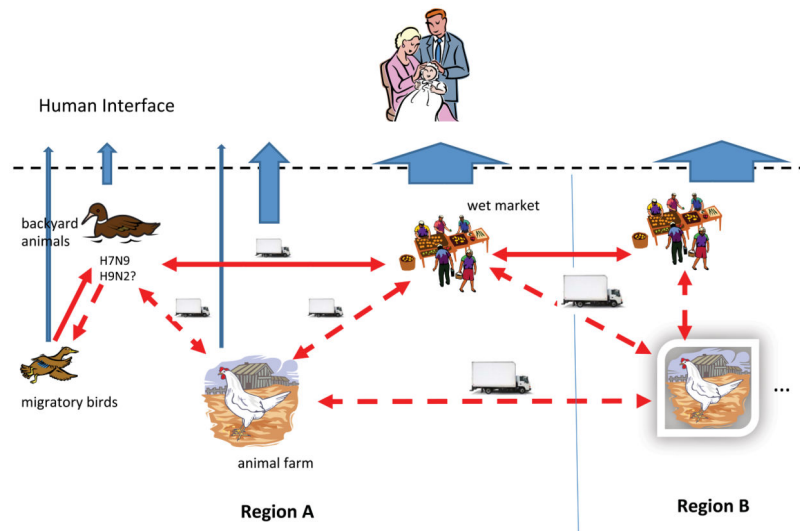 Human Interface
wet market
backyard
animals
H7N9
H9N2?
migratory birds
animal farm
...
Region A
Region B